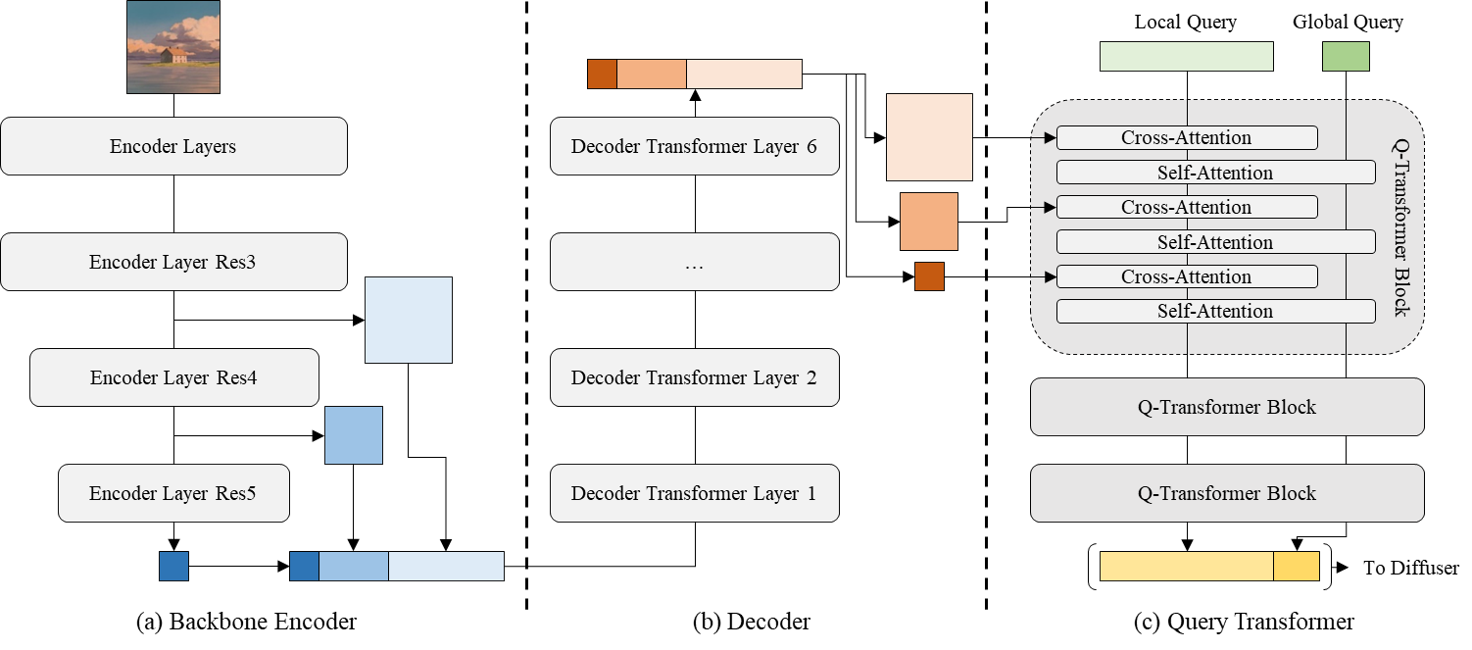 Encoder Layers
Encoder Layer Res3
Encoder Layer Res4
Encoder Layer Res5
(a) Backbone Encoder
Decoder Transformer Layer 6
...
Decoder Transformer Layer 2
Decoder Transformer Layer 1
(b) Decoder
Local Query
Global Query
Cross-Attention
Self-Attention
Cross-Attention
Self-Attention
Cross-Attention
Self-Attention
Q-Transformer Block
Q-Transformer Block
Q-Transformer Block
To Diffuser
(c) Query Transformer